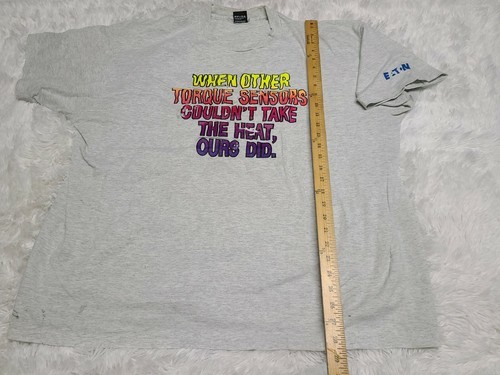 WHEN OTHER
TORQUE SENSORS
COULDN'T TAKE
THE HEAT,
OURS DID.
E·T·N